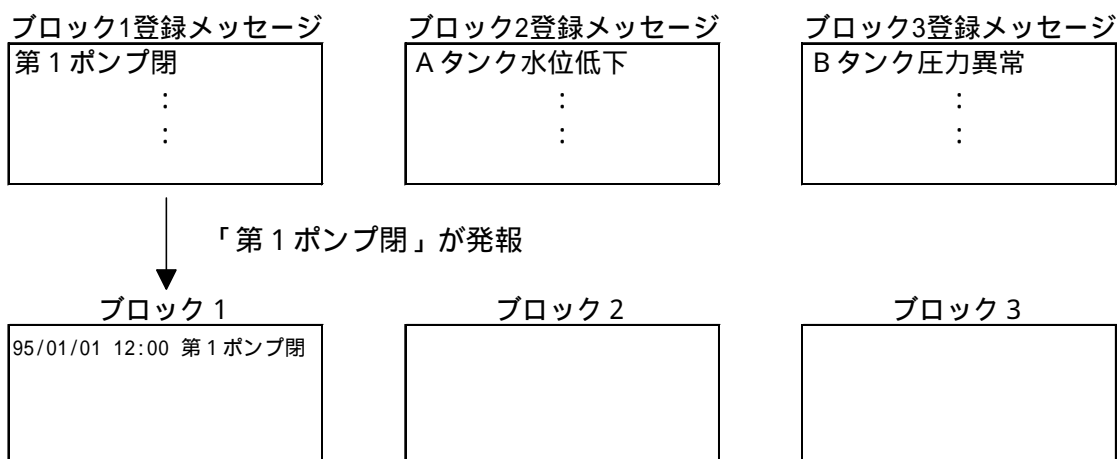 ブロック1登録メッセージ ブロック2登録メッセージ ブロック3登録メッセージ
第1ポンプ閉 Aタンク水位低下 Bタンク圧力異常
: : :
: : :
「第1ポンプ閉」が発報
ブロック1 ブロック2 ブロック3
95/01/01 12:00 第1ポンプ閉